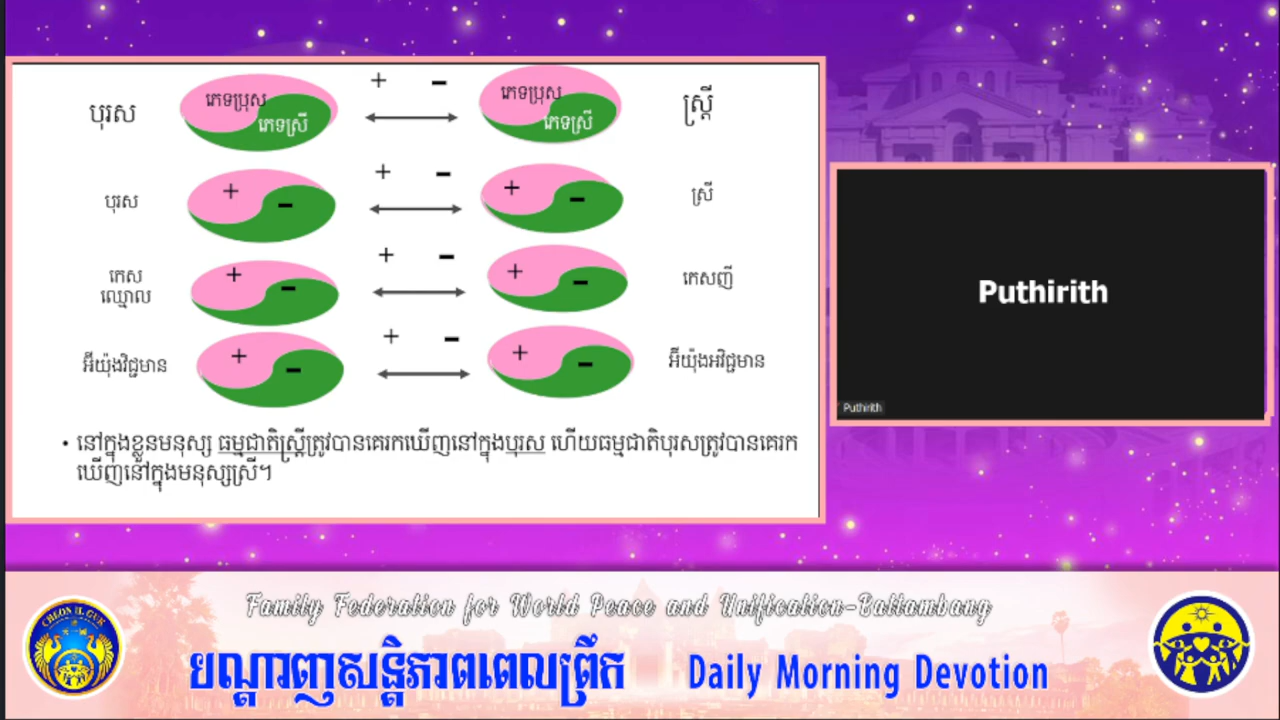 បុរស ភេទប្រុស ភេទស្រី + - ភេទប្រុស ភេទស្រី ស្ត្រី
បុរស + - + - + - ស្រី
កេសរ
ឈ្មោល + - + - + - កេសញី
អ៊ីយ៉ុងវិជ្ជមាន + - + - + - អ៊ីយ៉ុងអវិជ្ជមាន
• នៅក្នុងខ្លួនមនុស្ស ធម្មជាតិស្ត្រីត្រូវបានគេរកឃើញនៅក្នុងបុរស ហើយធម្មជាតិបុរសត្រូវបានគេរក
ឃើញនៅក្នុងមនុស្សស្រី។
Puthirith
Puthirith
Family Federation for World Peace and Unification-Battambang
បណ្តាញសន្តិភាពពេលព្រឹក Daily Morning Devotion
CHEON IL GUK